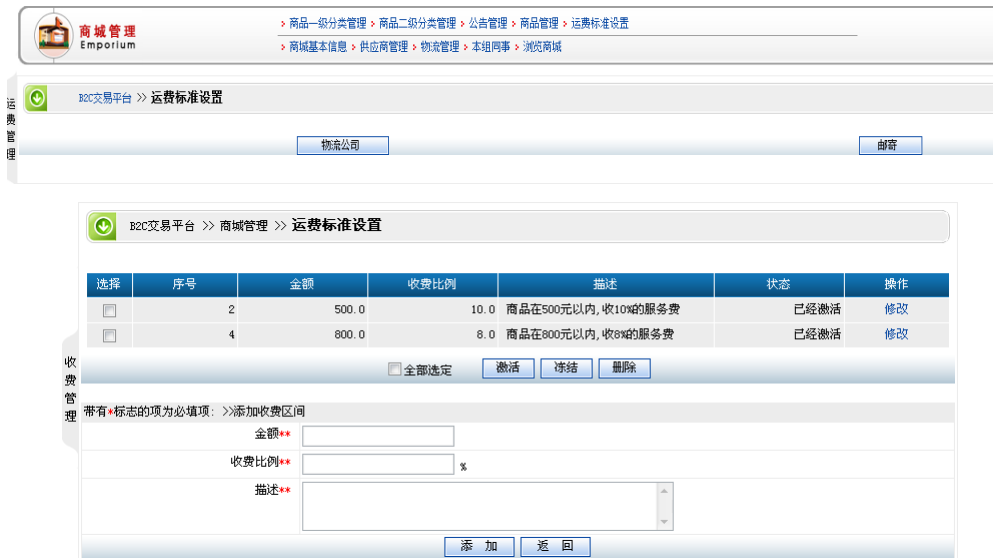 商城管理
Emporium
> 商品一级分类管理 > 商品二级分类管理 > 公告管理 > 商品管理 > 运费标准设置
> 商城基本信息 > 供应商管理 > 物流管理 > 本组同事 > 浏览商城
运费管理
B2C交易平台 >> 运费标准设置
物流公司 邮寄
B2C交易平台 >> 商城管理 >> 运费标准设置
选择 序号 金额 收费比例 描述 状态 操作
2 500.0 10.0 商品在500元以内,收10%的服务费 已经激活 修改
4 800.0 8.0 商品在800元以内,收8%的服务费 已经激活 修改
全部选定 激活 冻结 删除
收费管理
带有*标志的项为必填项: >>添加收费区间
金额**
收费比例** %
描述**
添 加 返 回